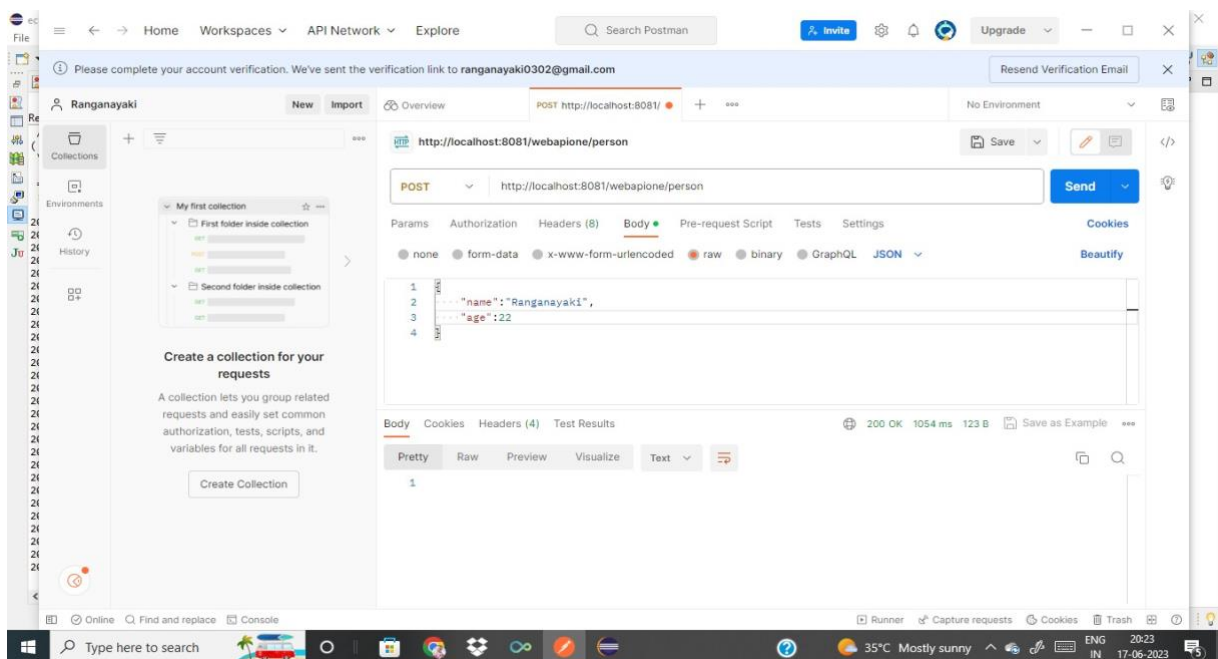 ec
File
Home Workspaces API Network Explore Search Postman Invite Upgrade
Please complete your account verification. We've sent the verification link to ranganayaki0302@gmail.com Resend Verification Email
Ranganayaki New Import Overview POST http://localhost:8081/ No Environment
Re
Collections
http://localhost:8081/webapione/person Save
Environments
POST http://localhost:8081/webapione/person Send
History
Params Authorization Headers (8) Body Pre-request Script Tests Settings Cookies
none form-data x-www-form-urlencoded raw binary GraphQL JSON Beautify
My first collection
First folder inside collection
GET
POST
GET
Second folder inside collection
GET
GET
1 {
2 "name":"Ranganayaki",
3 "age":22
4 }
Create a collection for your
requests
A collection lets you group related
requests and easily set common
authorization, tests, scripts, and
variables for all requests in it.
Create Collection
Body Cookies Headers (4) Test Results 200 OK 1054 ms 123 B Save as Example
Pretty Raw Preview Visualize Text
1
Online Find and replace Console Runner Capture requests Cookies Trash
Type here to search 35°C Mostly sunny ENG 20:23
IN 17-06-2023 5